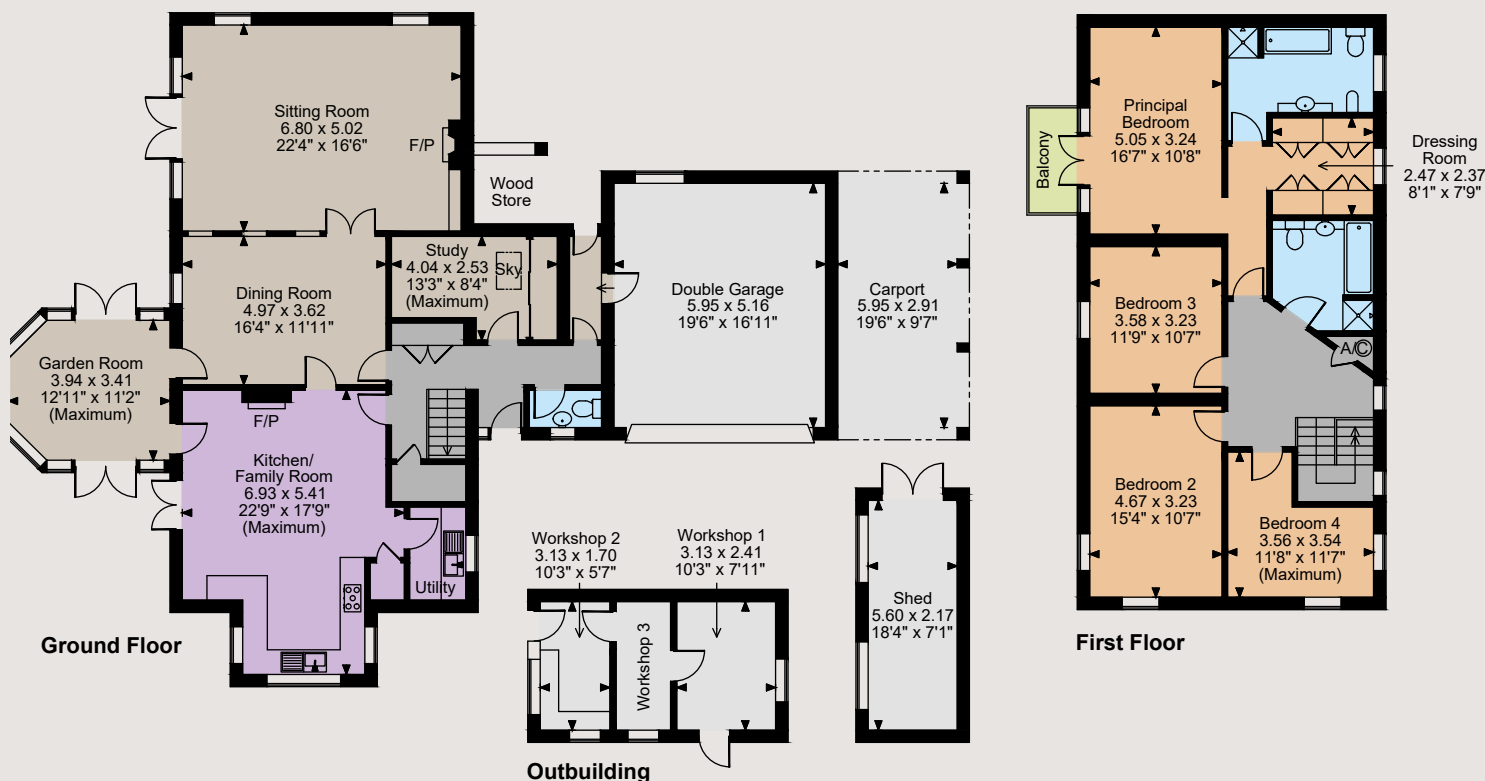 Sitting Room
6.80 x 5.02
22'4" x 16'6"
F/P
Wood
Store
Study
4.04 x 2.53
13'3" x 8'4"
(Maximum)
Sky
Dining Room
4.97 x 3.62
16'4" x 11'11"
Garden Room
3.94 x 3.41
12'11" x 11'2"
(Maximum)
F/P
Kitchen/
Family Room
6.93 x 5.41
22'9" x 17'9"
(Maximum)
Utility
Ground Floor
Double Garage
5.95 x 5.16
19'6" x 16'11"
Carport
5.95 x 2.91
19'6" x 9'7"
Workshop 2
3.13 x 1.70
10'3" x 5'7"
Workshop 1
3.13 x 2.41
10'3" x 7'11"
Workshop 3
Outbuilding
Shed
5.60 x 2.17
18'4" x 7'1"
Balcony
Principal
Bedroom
5.05 x 3.24
16'7" x 10'8"
Dressing
Room
2.47 x 2.37
8'1" x 7'9"
Bedroom 3
3.58 x 3.23
11'9" x 10'7"
A/C
Bedroom 2
4.67 x 3.23
15'4" x 10'7"
Bedroom 4
3.56 x 3.54
11'8" x 11'7"
(Maximum)
First Floor